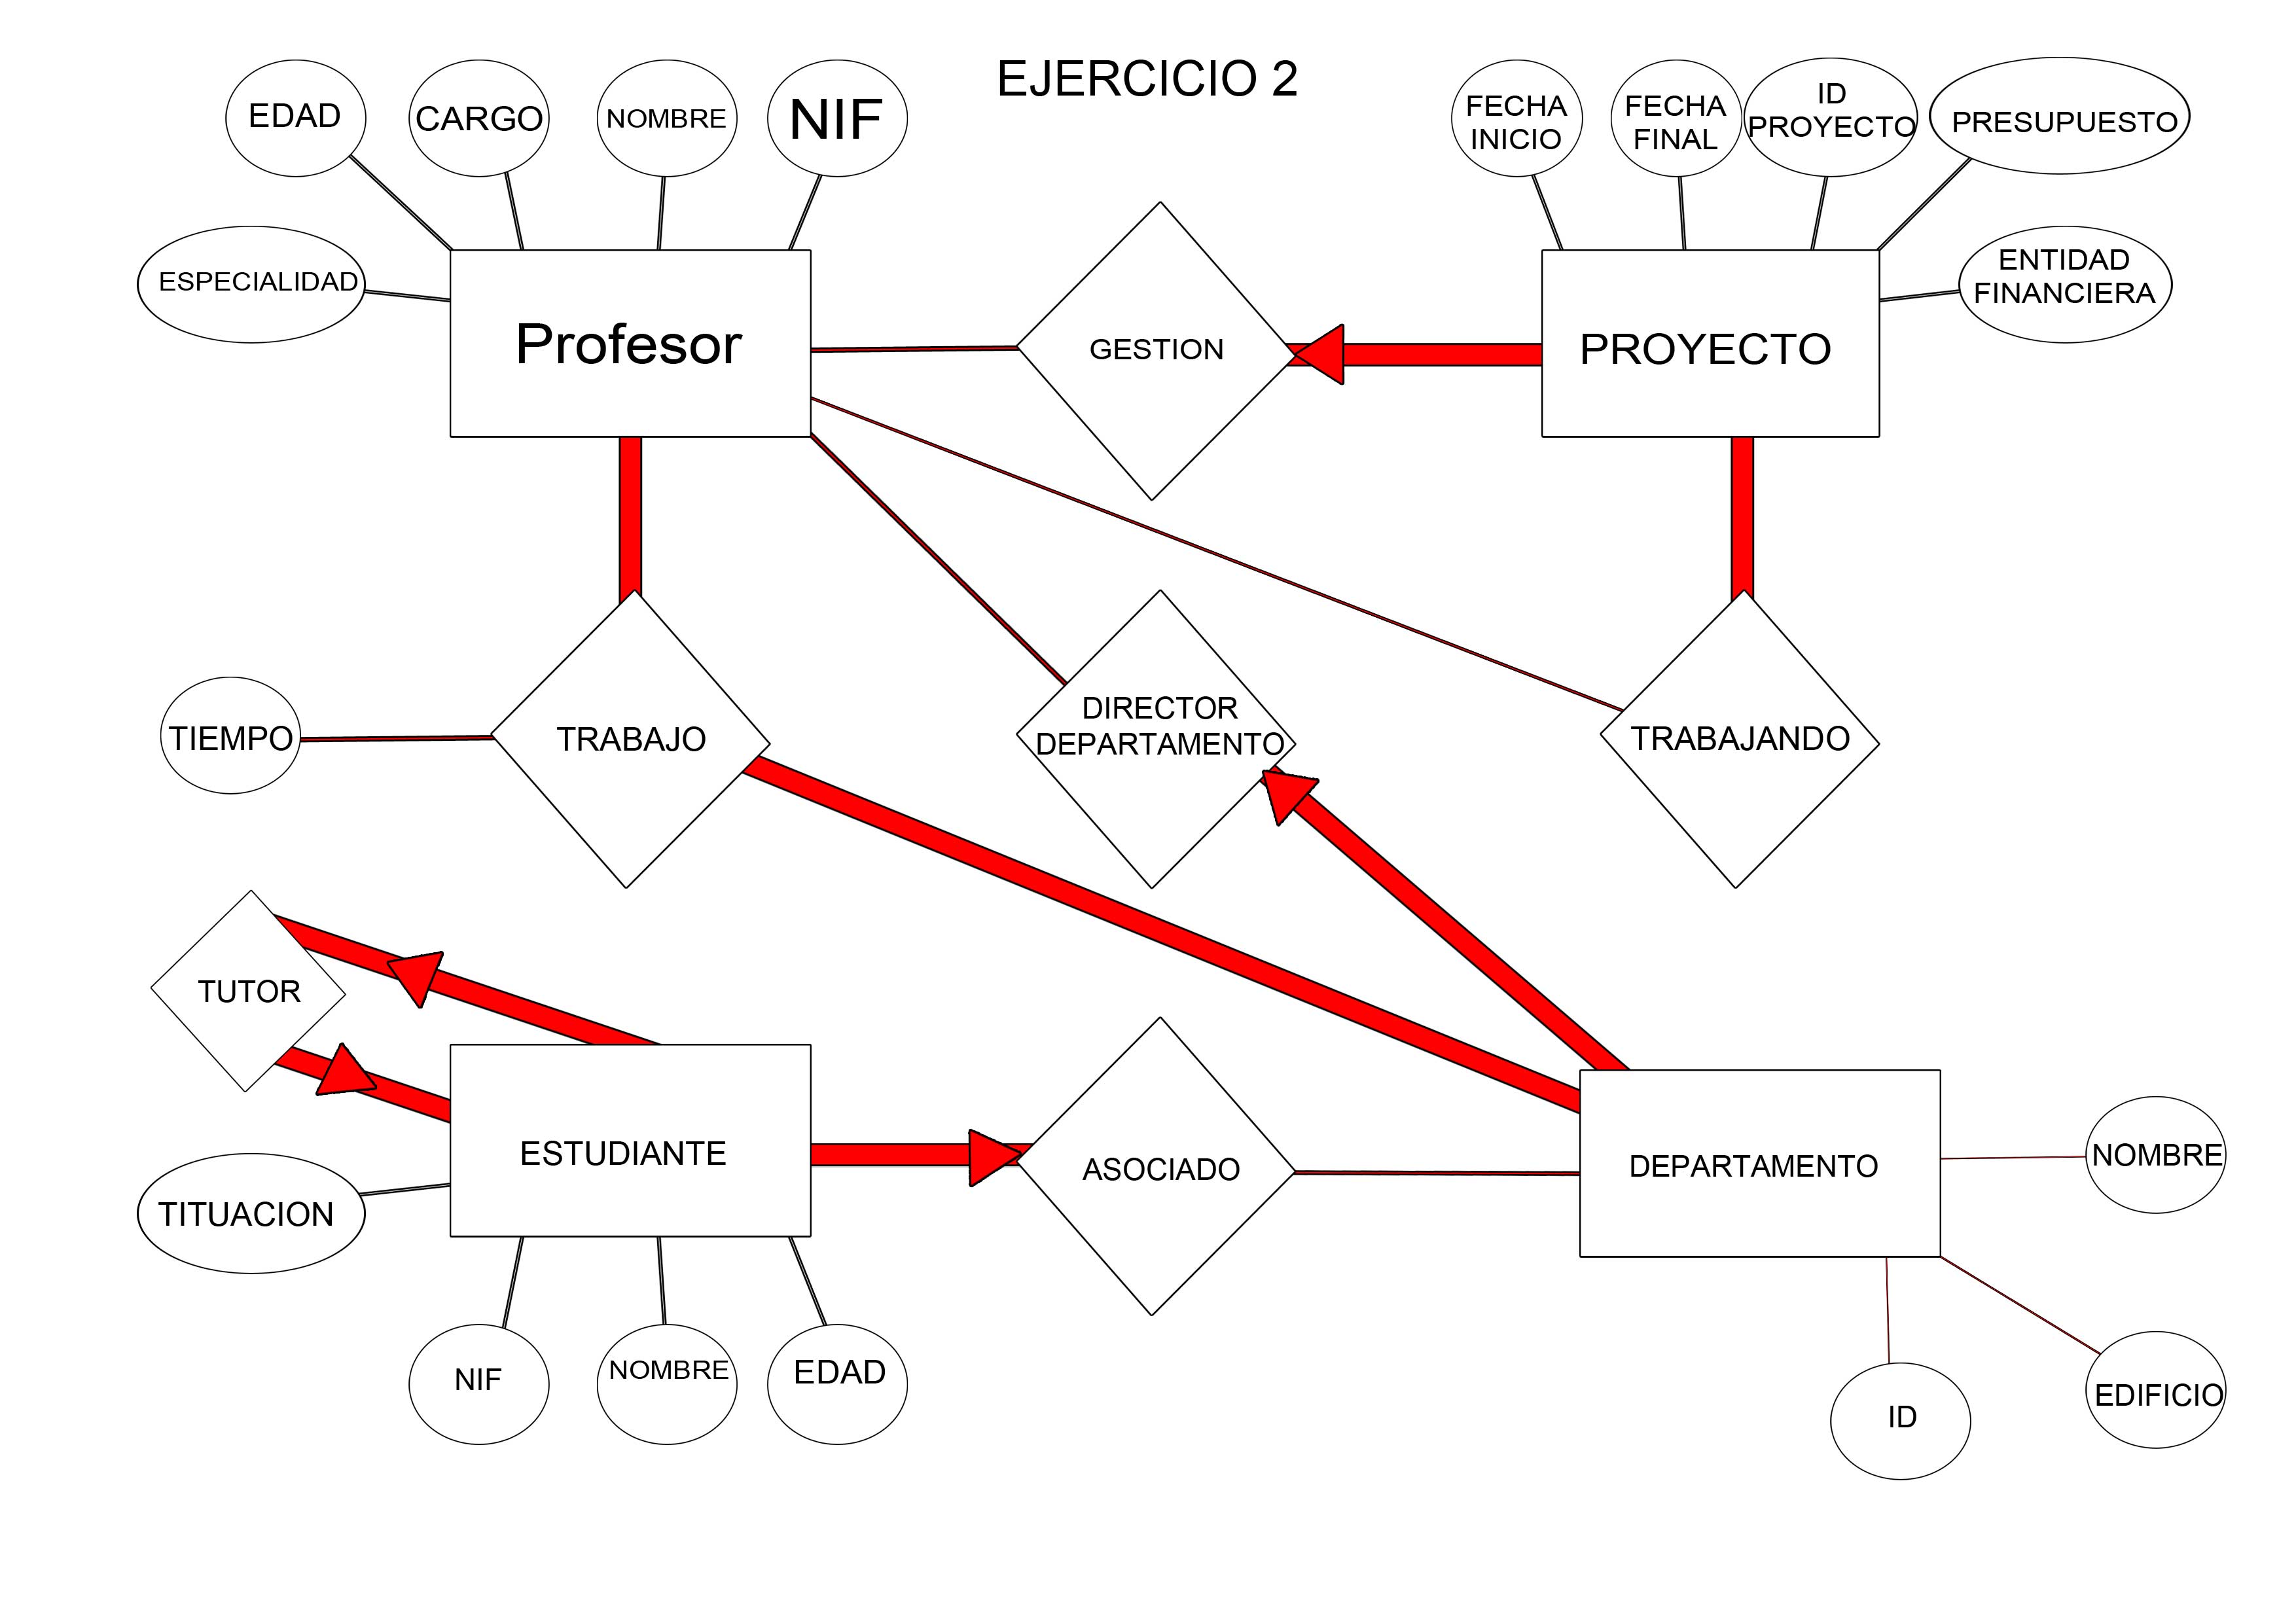 EJERCICIO 2
EDAD
CARGO
NOMBRE
NIF
FECHA
INICIO
FECHA
FINAL
ID
PROYECTO
PRESUPUESTO
ESPECIALIDAD
ENTIDAD
FINANCIERA
Profesor
GESTION
PROYECTO
TIEMPO
TRABAJO
DIRECTOR
DEPARTAMENTO
TRABAJANDO
TUTOR
ESTUDIANTE
ASOCIADO
DEPARTAMENTO
NOMBRE
TITUACION
NIF
NOMBRE
EDAD
ID
EDIFICIO